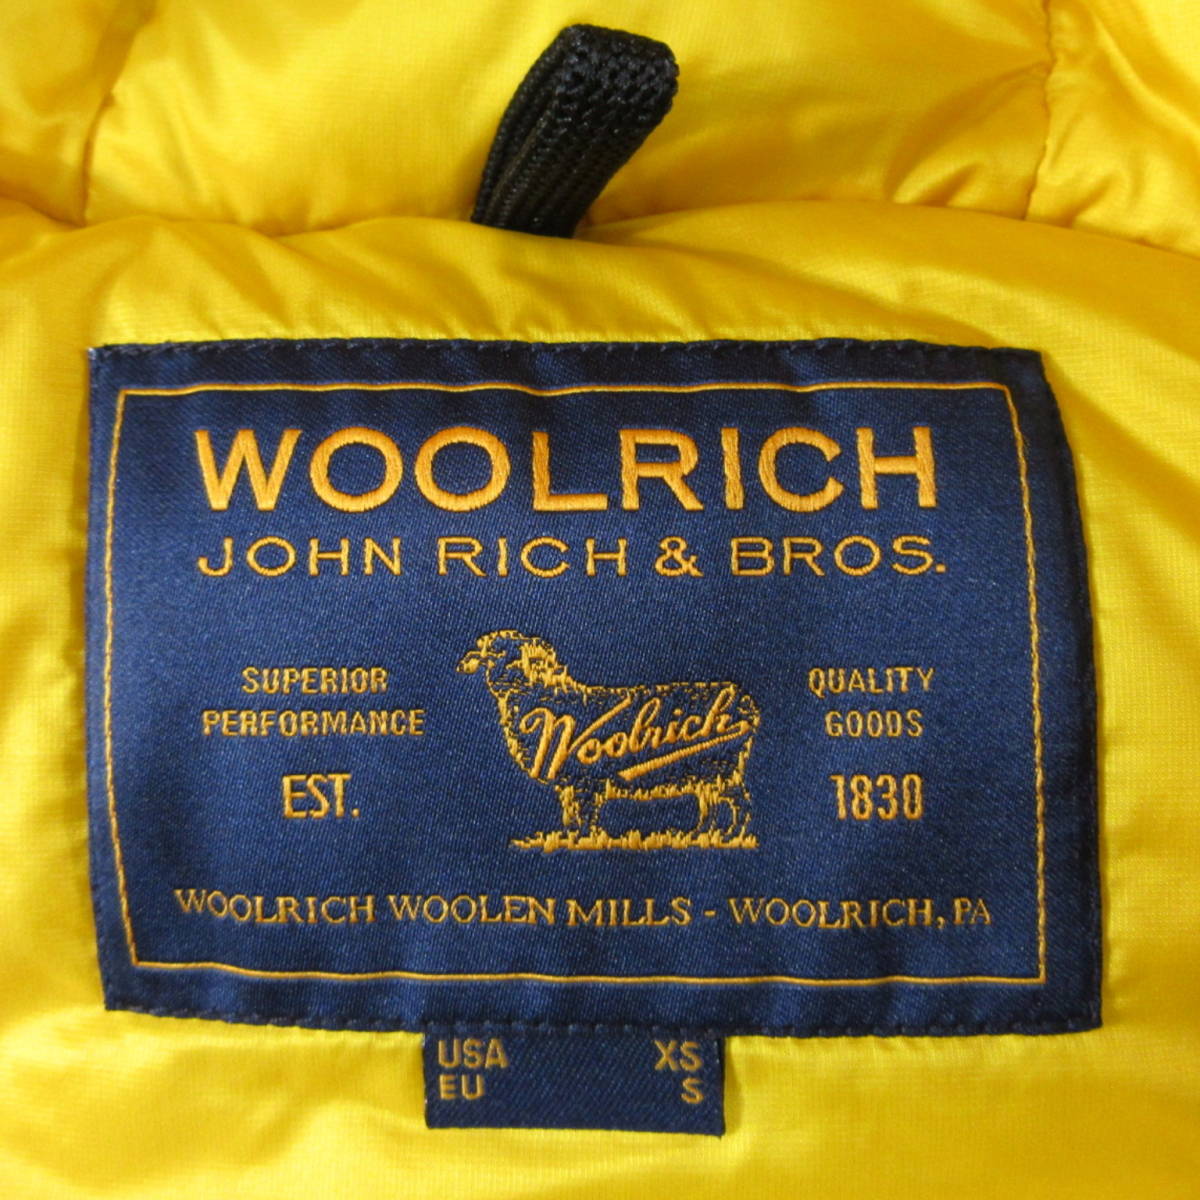 WOOLRICH
JOHN RICH & BROS.
SUPERIOR
PERFORMANCE
EST.
Woolrich
QUALITY
GOODS
1830
WOOLRICH WOOLEN MILLS - WOOLRICH, PA
USA XS
EU S